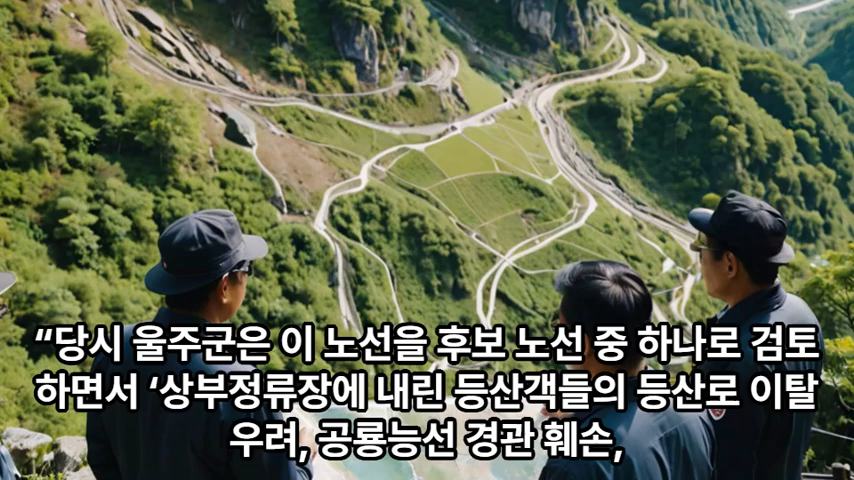 “당시 울주군은 이 노선을 후보 노선 중 하나로 검토
하면서 ‘상부정류장에 내린 등산객들의 등산로 이탈
우려, 공룡능선 경관 훼손,